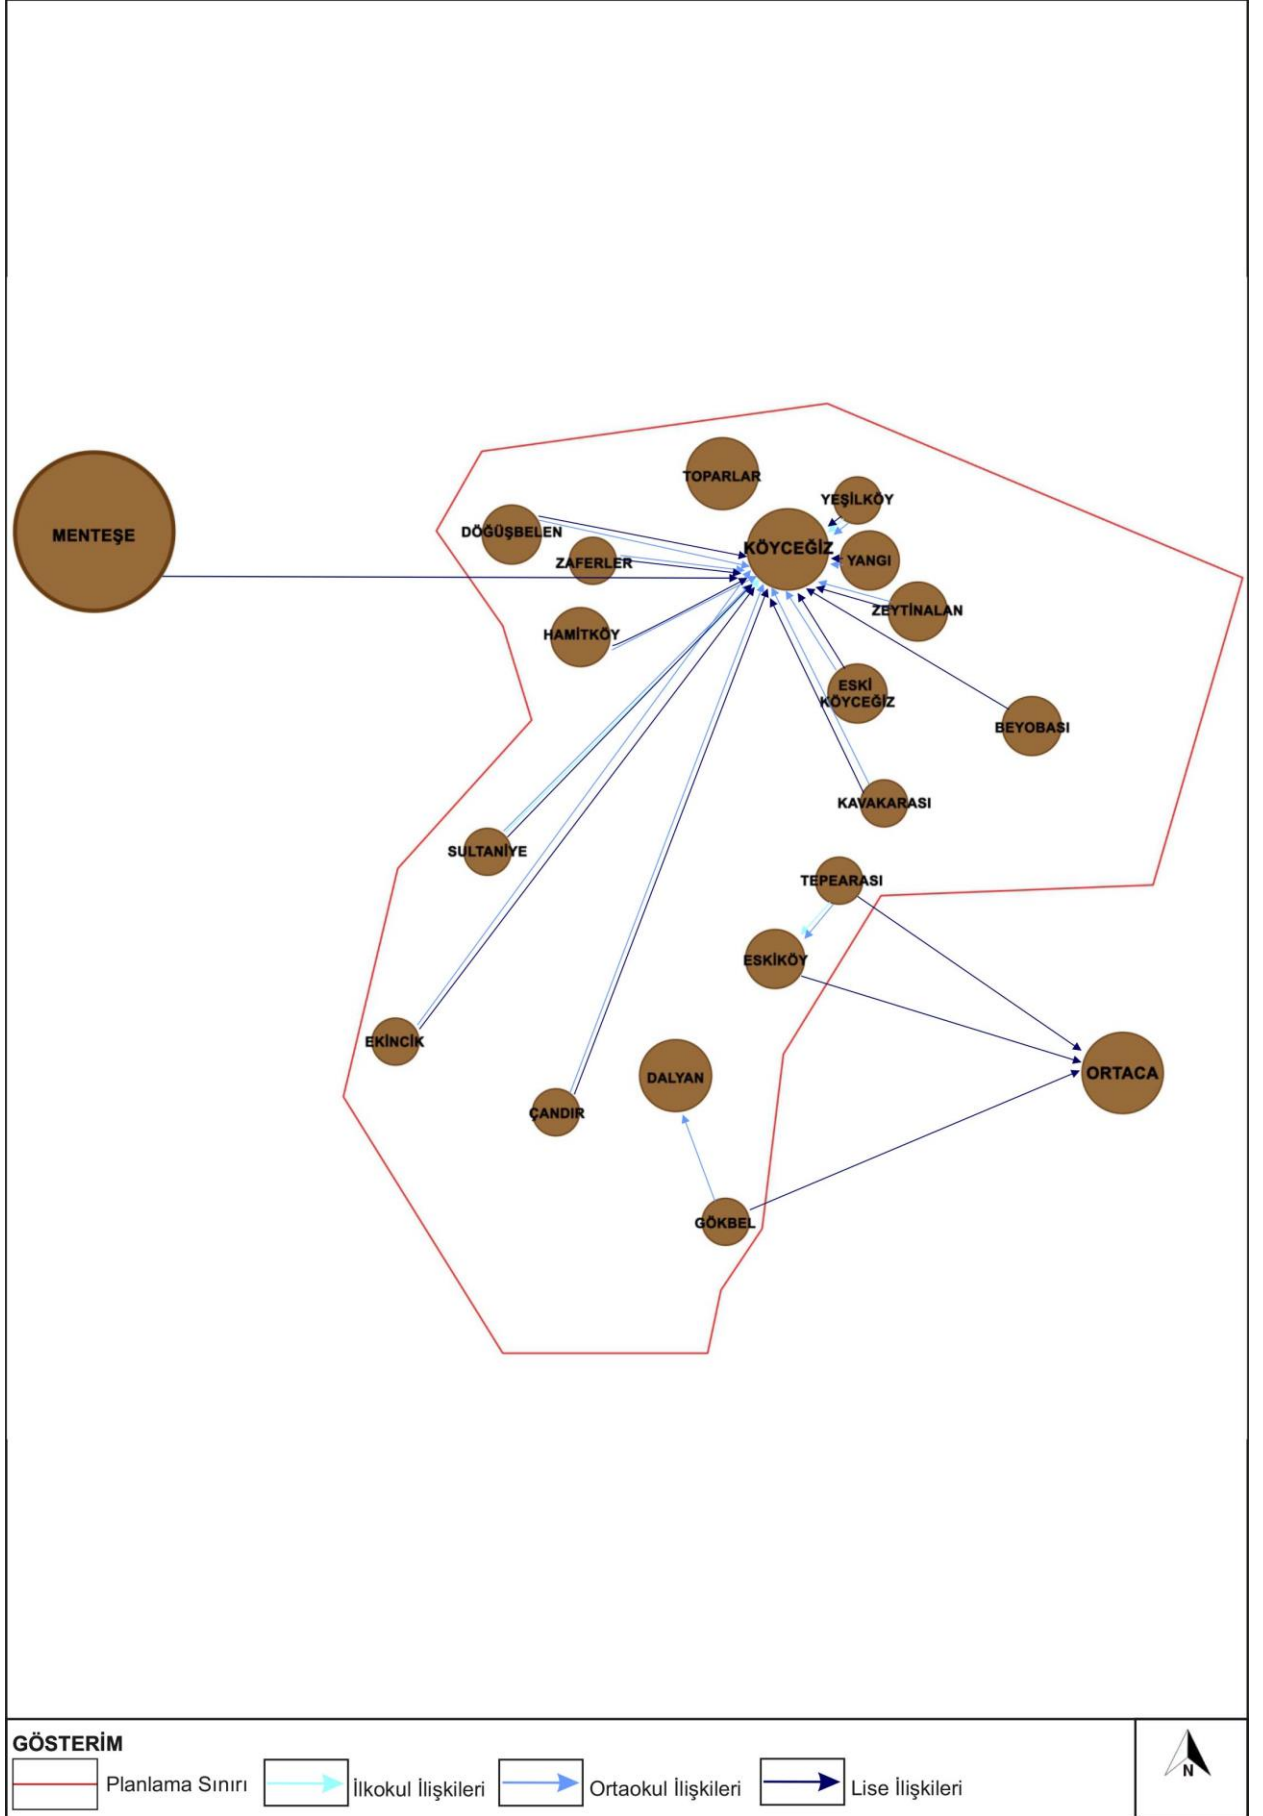 TOPARLAR
YEŞİLKÖY
MENTEŞE
DÖĞÜŞBELEN
KÖYCEĞİZ
ZAFERLER
YANGI
ZEYTİNALAN
HAMİTKÖY
ESKİ
KÖYCEĞİZ
BEYOBASI
KAVAKARASI
SULTANİYE
TEPEARASI
ESKİKÖY
EKİNCİK
DALYAN
ORTACA
ÇANDIR
GÖKBEL
GÖSTERİM
Planlama Sınırı
İlkokul İlişkileri
Ortaokul İlişkileri
Lise İlişkileri
N